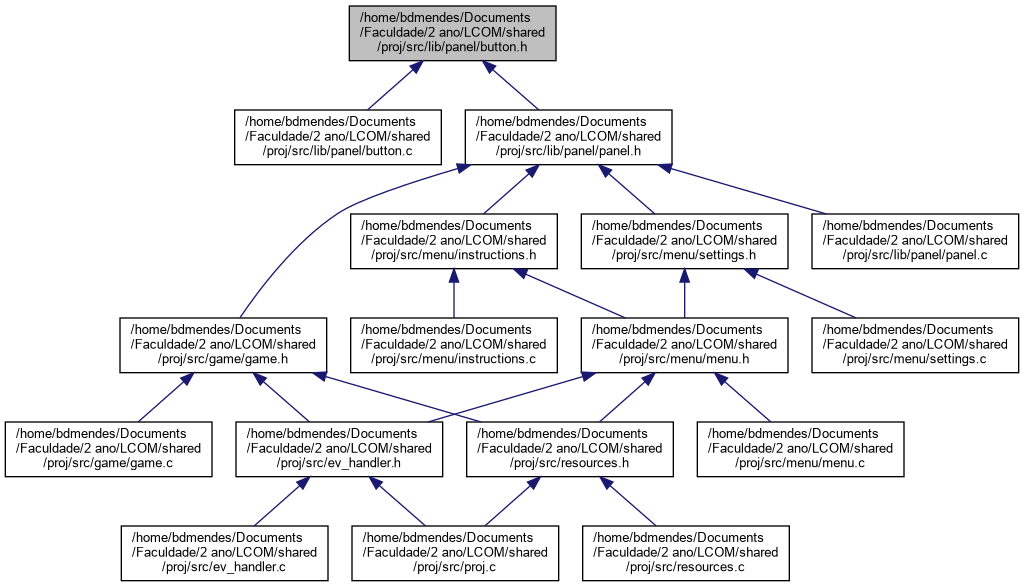 /home/bdmendes/Documents
/Faculdade/2 ano/LCOM/shared
/proj/src/lib/panel/button.h
/home/bdmendes/Documents
/Faculdade/2 ano/LCOM/shared
/proj/src/lib/panel/button.c
/home/bdmendes/Documents
/Faculdade/2 ano/LCOM/shared
/proj/src/lib/panel/panel.h
/home/bdmendes/Documents
/Faculdade/2 ano/LCOM/shared
/proj/src/menu/instructions.h
/home/bdmendes/Documents
/Faculdade/2 ano/LCOM/shared
/proj/src/menu/settings.h
/home/bdmendes/Documents
/Faculdade/2 ano/LCOM/shared
/proj/src/lib/panel/panel.c
/home/bdmendes/Documents
/Faculdade/2 ano/LCOM/shared
/proj/src/game/game.h
/home/bdmendes/Documents
/Faculdade/2 ano/LCOM/shared
/proj/src/menu/instructions.c
/home/bdmendes/Documents
/Faculdade/2 ano/LCOM/shared
/proj/src/menu/menu.h
/home/bdmendes/Documents
/Faculdade/2 ano/LCOM/shared
/proj/src/menu/settings.c
/home/bdmendes/Documents
/Faculdade/2 ano/LCOM/shared
/proj/src/game/game.c
/home/bdmendes/Documents
/Faculdade/2 ano/LCOM/shared
/proj/src/ev_handler.h
/home/bdmendes/Documents
/Faculdade/2 ano/LCOM/shared
/proj/src/resources.h
/home/bdmendes/Documents
/Faculdade/2 ano/LCOM/shared
/proj/src/menu/menu.c
/home/bdmendes/Documents
/Faculdade/2 ano/LCOM/shared
/proj/src/ev_handler.c
/home/bdmendes/Documents
/Faculdade/2 ano/LCOM/shared
/proj/src/proj.c
/home/bdmendes/Documents
/Faculdade/2 ano/LCOM/shared
/proj/src/resources.c